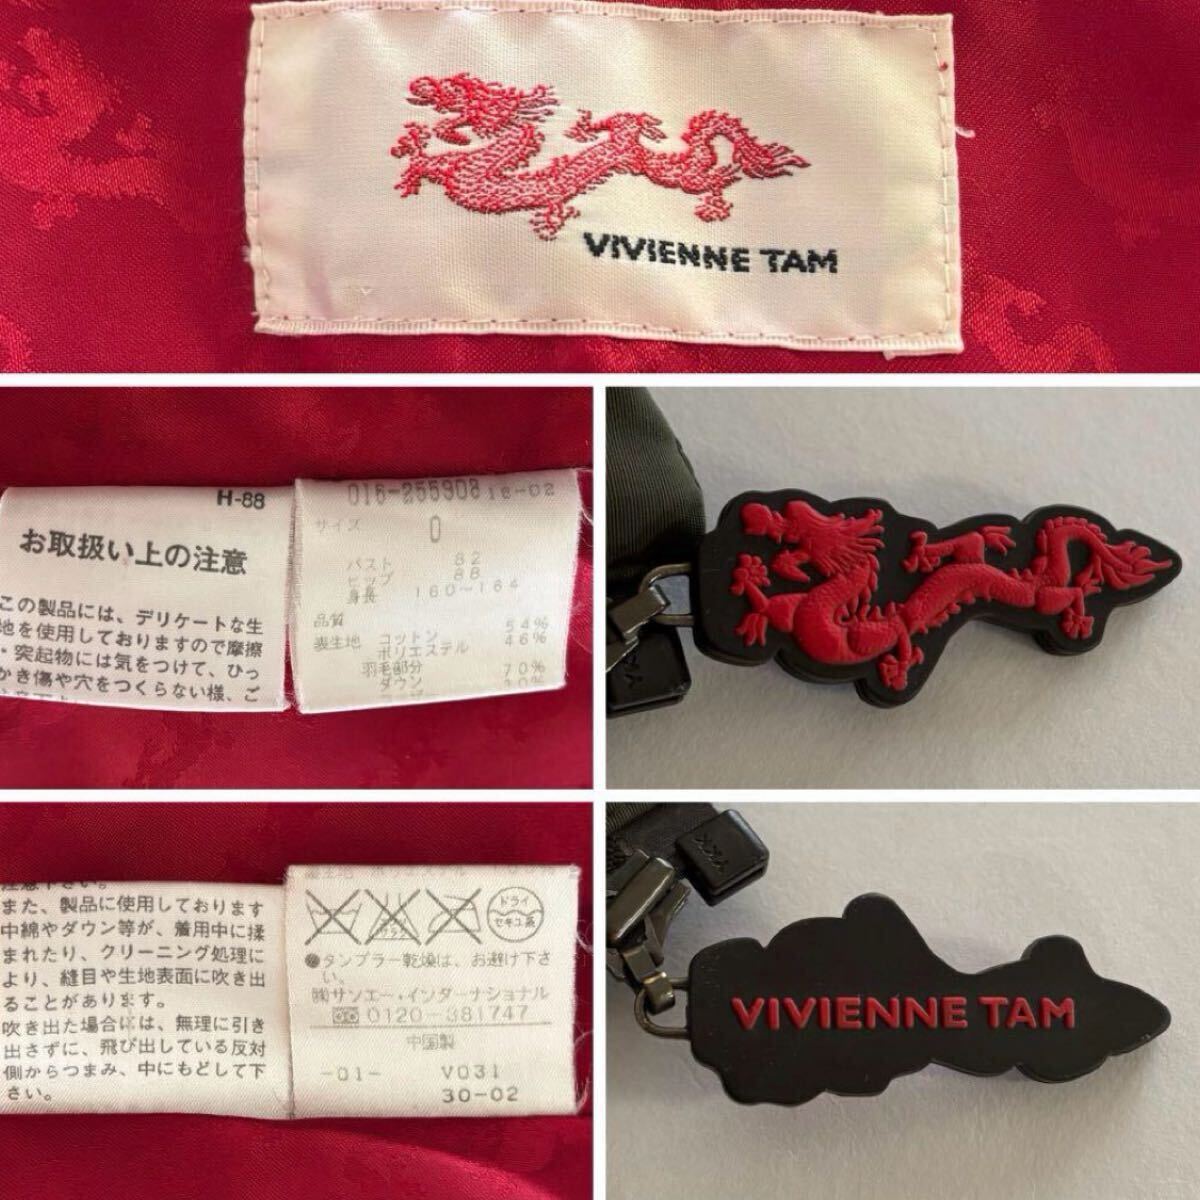 VIVIENNE TAM
H-88
お取扱い上の注意
この製品には、デリケートな生
地を使用しておりますので摩擦
・突起物には気をつけて、ひっ
かき傷や穴をつくらない様、ご
016-255908 18-02
サイズ 0
バスト 82
ヒップ 88
身長 160～164
品質
表生地 コットン 54%
ポリエステル 46%
羽毛部分
ダウン 70%
YKK
注意下さい。
また、製品に使用しております
中綿やダウン等が、着用中に揉
まれたり、クリーニング処理に
より、縫目や生地表面に吹き出
ることがあります。
吹き出た場合は、無理に引き
出さずに、飛び出している反対
側からつまみ、中にもどして下
さい。
ドライ
セキユ系
●タンブラー乾燥は、お避け下さ
い。
㈱サンエー・インターナショナル
0120-381747
中国製
-01- V031
30-02
YKK
VIVIENNE TAM